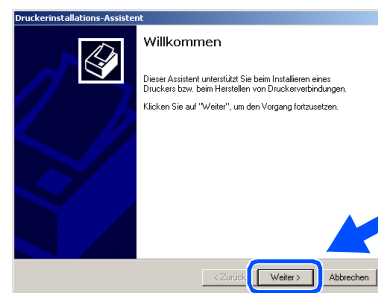 Druckerinstallations-Assistent
Willkommen
Dieser Assistent unterstützt Sie beim Installieren eines
Druckers bzw. beim Herstellen von Druckerverbindungen.
Klicken Sie auf "Weiter", um den Vorgang fortzusetzen.
< Zurück Weiter > Abbrechen